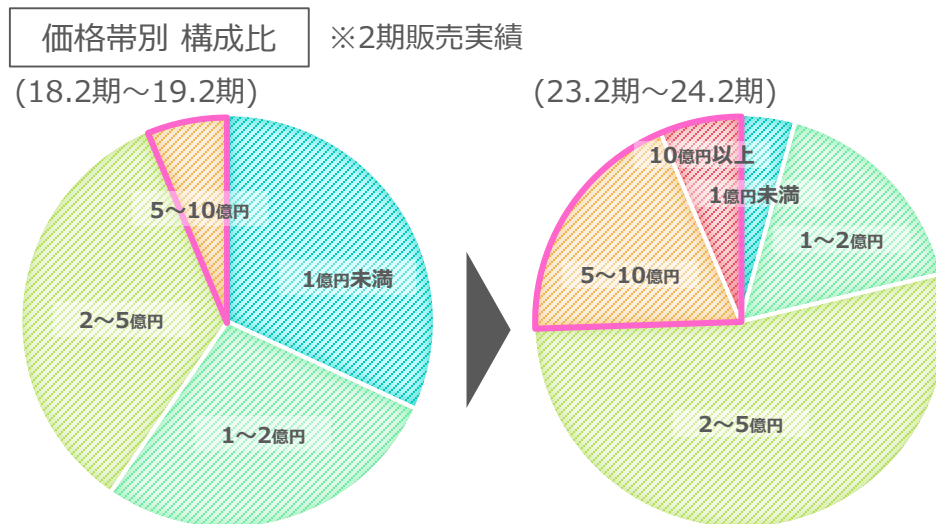 価格帯別 構成比
※2期販売実績
(18.2期～19.2期)
(23.2期～24.2期)
5～10億円
1億円未満
2～5億円
1～2億円
10億円以上
1億円未満
1～2億円
5～10億円
2～5億円